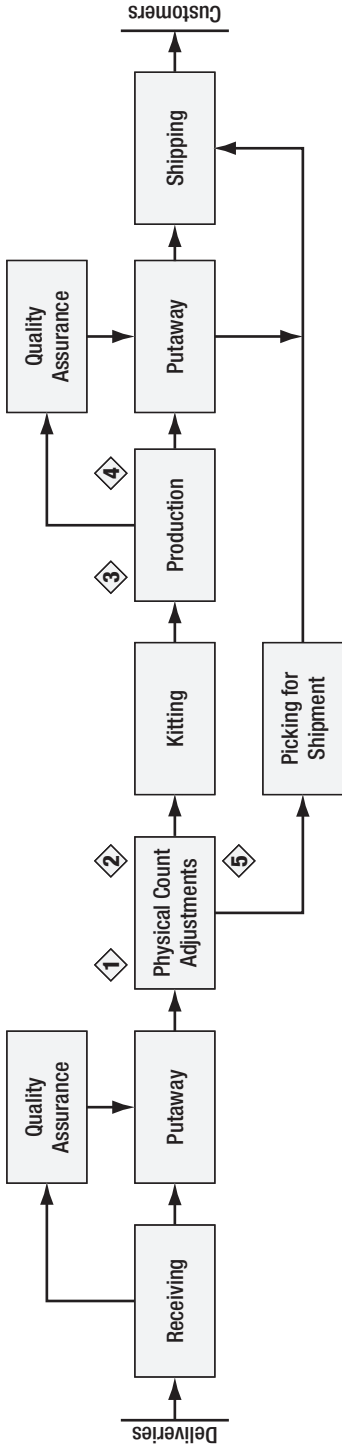 Deliveries
Receiving
Quality
Assurance
Putaway
1
2
Physical Count
Adjustments
5
Kitting
Picking for
Shipment
3
4
Production
Quality
Assurance
Putaway
Shipping
Customers